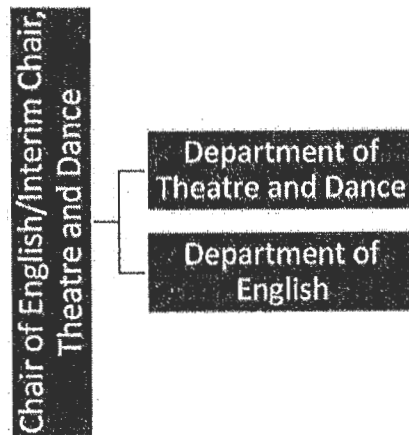 Chair of English/Interim Chair,
Theatre and Dance
Department of
Theatre and Dance
Department of
English